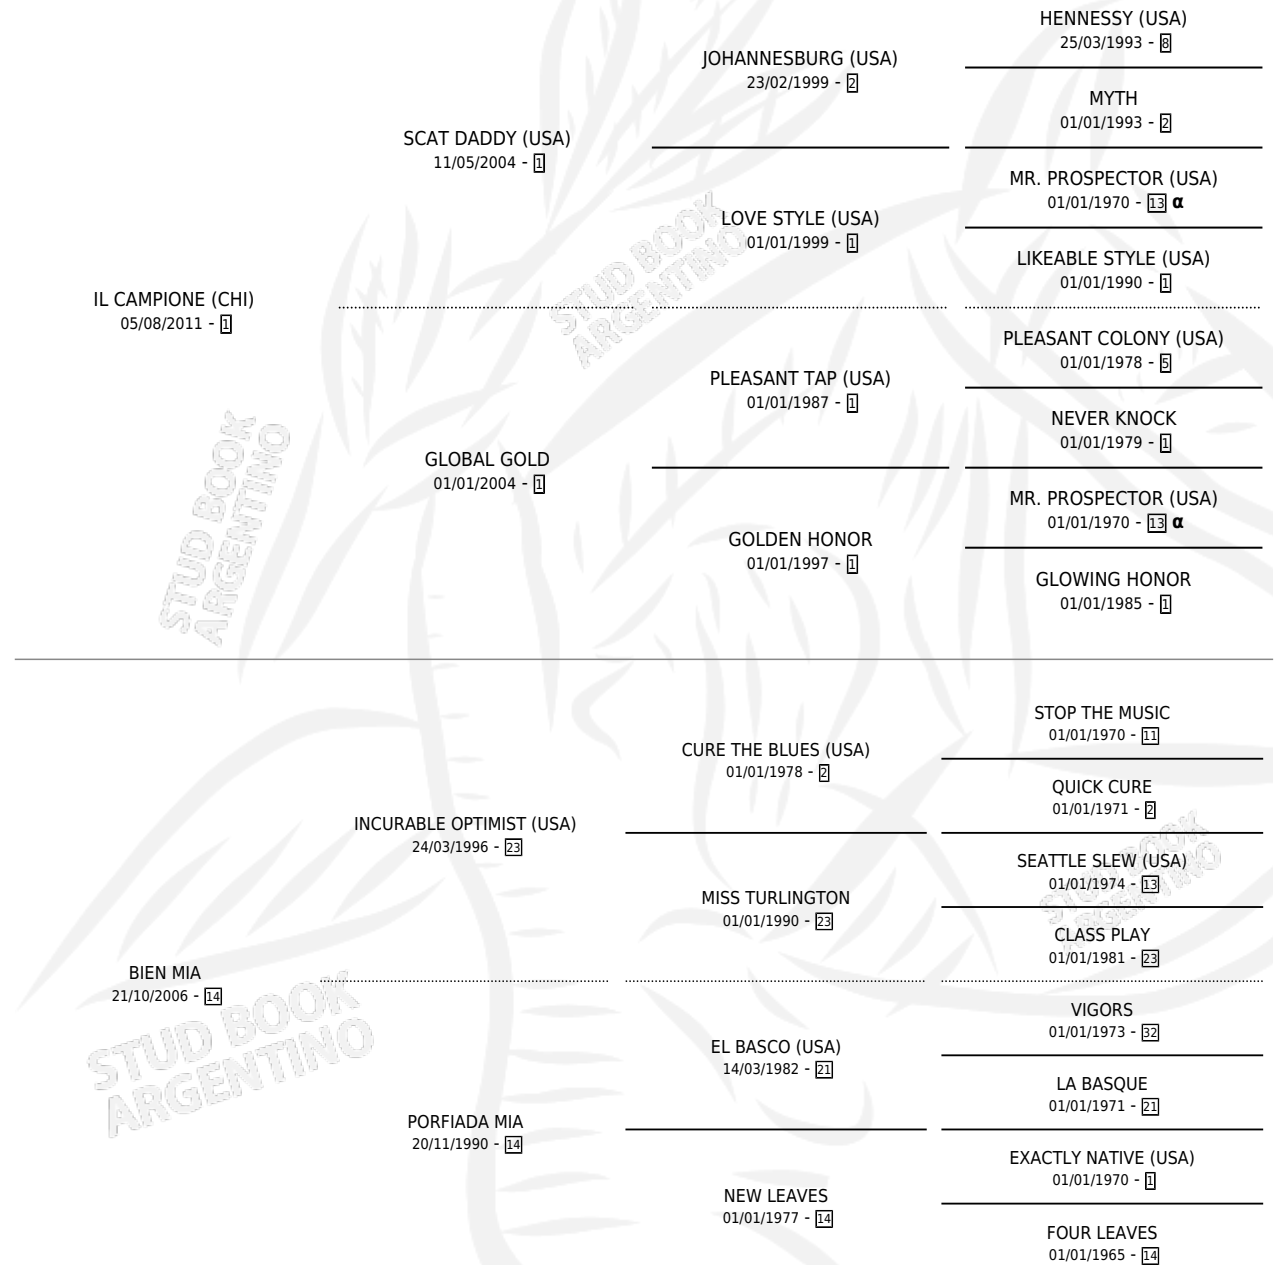 HENNESSY (USA)
25/03/1993 - 8
JOHANNESBURG (USA)
23/02/1999 - 2
MYTH
01/01/1993 - 2
SCAT DADDY (USA)
11/05/2004 - 1
MR. PROSPECTOR (USA)
01/01/1970 - 13 α
LOVE STYLE (USA)
01/01/1999 - 1
LIKEABLE STYLE (USA)
01/01/1990 - 1
IL CAMPIONE (CHI)
05/08/2011 - 1
PLEASANT COLONY (USA)
01/01/1978 - 5
PLEASANT TAP (USA)
01/01/1987 - 1
NEVER KNOCK
01/01/1979 - 1
GLOBAL GOLD
01/01/2004 - 1
MR. PROSPECTOR (USA)
01/01/1970 - 13 α
GOLDEN HONOR
01/01/1997 - 1
GLOWING HONOR
01/01/1985 - 1
STOP THE MUSIC
01/01/1970 - 11
CURE THE BLUES (USA)
01/01/1978 - 2
QUICK CURE
01/01/1971 - 2
INCURABLE OPTIMIST (USA)
24/03/1996 - 23
SEATTLE SLEW (USA)
01/01/1974 - 13
MISS TURLINGTON
01/01/1990 - 23
CLASS PLAY
01/01/1981 - 23
BIEN MIA
21/10/2006 - 14
VIGORS
01/01/1973 - 32
EL BASCO (USA)
14/03/1982 - 21
LA BASQUE
01/01/1971 - 21
PORFIADA MIA
20/11/1990 - 14
EXACTLY NATIVE (USA)
01/01/1970 - 1
NEW LEAVES
01/01/1977 - 14
FOUR LEAVES
01/01/1965 - 14
STUD BOOK
ARGENTINO
STUD BOOK
ARGENTINO
STUD BOOK
ARGENTINO
STUD BOOK
ARGENTINO